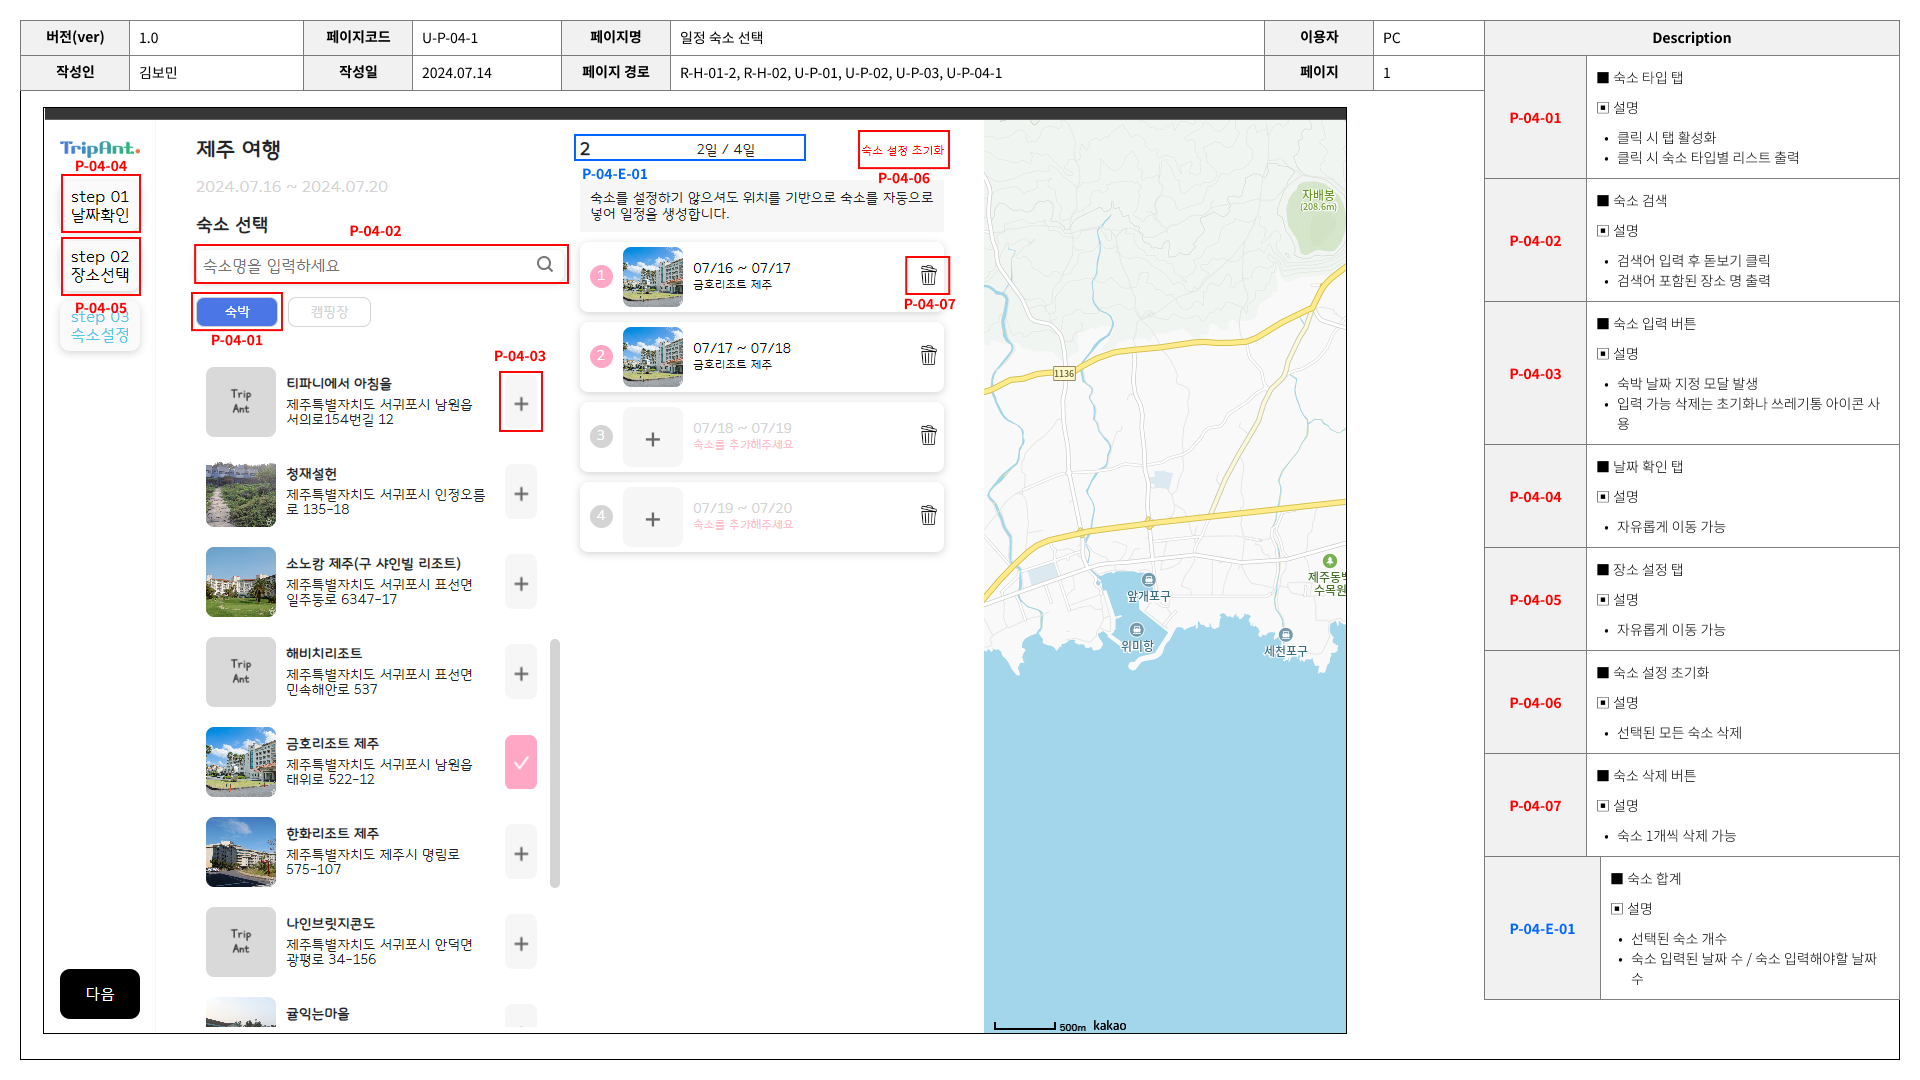 버전(ver) 1.0 페이지코드 U-P-04-1 페이지명 일정 숙소 선택 이용자 PC
작성인 김보민 작성일 2024.07.14 페이지 경로 R-H-01-2, R-H-02, U-P-01, U-P-02, U-P-03, U-P-04-1 페이지 1
TripAnt.
P-04-04
step 01
날짜확인
step 02
장소선택
P-04-05
step 03
숙소설정
다음
제주 여행
2024.07.16 ~ 2024.07.20
숙소 선택
P-04-02
숙소명을 입력하세요
숙박
캠핑장
P-04-01
P-04-03
Trip
Ant
티파니에서 아침을
제주특별자치도 서귀포시 남원읍
서의로154번길 12
+
청재설헌
제주특별자치도 서귀포시 인정오름
로 135-18
+
소노캄 제주(구 샤인빌 리조트)
제주특별자치도 서귀포시 표선면
일주동로 6347-17
+
Trip
Ant
해비치리조트
제주특별자치도 서귀포시 표선면
민속해안로 537
+
금호리조트 제주
제주특별자치도 서귀포시 남원읍
태위로 522-12
한화리조트 제주
제주특별자치도 제주시 명림로
575-107
+
Trip
Ant
나인브릿지콘도
제주특별자치도 서귀포시 안덕면
광평로 34-156
+
귤익는마을
2 2일 / 4일
P-04-E-01
숙소 설정 초기화
P-04-06
숙소를 설정하기 않으셔도 위치를 기반으로 숙소를 자동으로
넣어 일정을 생성합니다.
1
07/16 ~ 07/17
금호리조트 제주
P-04-07
2
07/17 ~ 07/18
금호리조트 제주
3
+
07/18 ~ 07/19
숙소를 추가해주세요
4
+
07/19 ~ 07/20
숙소를 추가해주세요
자배봉
(208.6m)
1136
제주동백
수목원
앞개포구
위미항
세천포구
500m kakao
Description
P-04-01
■ 숙소 타입 탭
▣ 설명
• 클릭 시 탭 활성화
• 클릭 시 숙소 타입별 리스트 출력
P-04-02
■ 숙소 검색
▣ 설명
• 검색어 입력 후 돋보기 클릭
• 검색어 포함된 장소 명 출력
P-04-03
■ 숙소 입력 버튼
▣ 설명
• 숙박 날짜 지정 모달 발생
• 입력 가능 삭제는 초기화나 쓰레기통 아이콘 사
용
P-04-04
■ 날짜 확인 탭
▣ 설명
• 자유롭게 이동 가능
P-04-05
■ 장소 설정 탭
▣ 설명
• 자유롭게 이동 가능
P-04-06
■ 숙소 설정 초기화
▣ 설명
• 선택된 모든 숙소 삭제
P-04-07
■ 숙소 삭제 버튼
▣ 설명
• 숙소 1개씩 삭제 가능
P-04-E-01
■ 숙소 합계
▣ 설명
• 선택된 숙소 개수
• 숙소 입력된 날짜 수 / 숙소 입력해야할 날짜
수